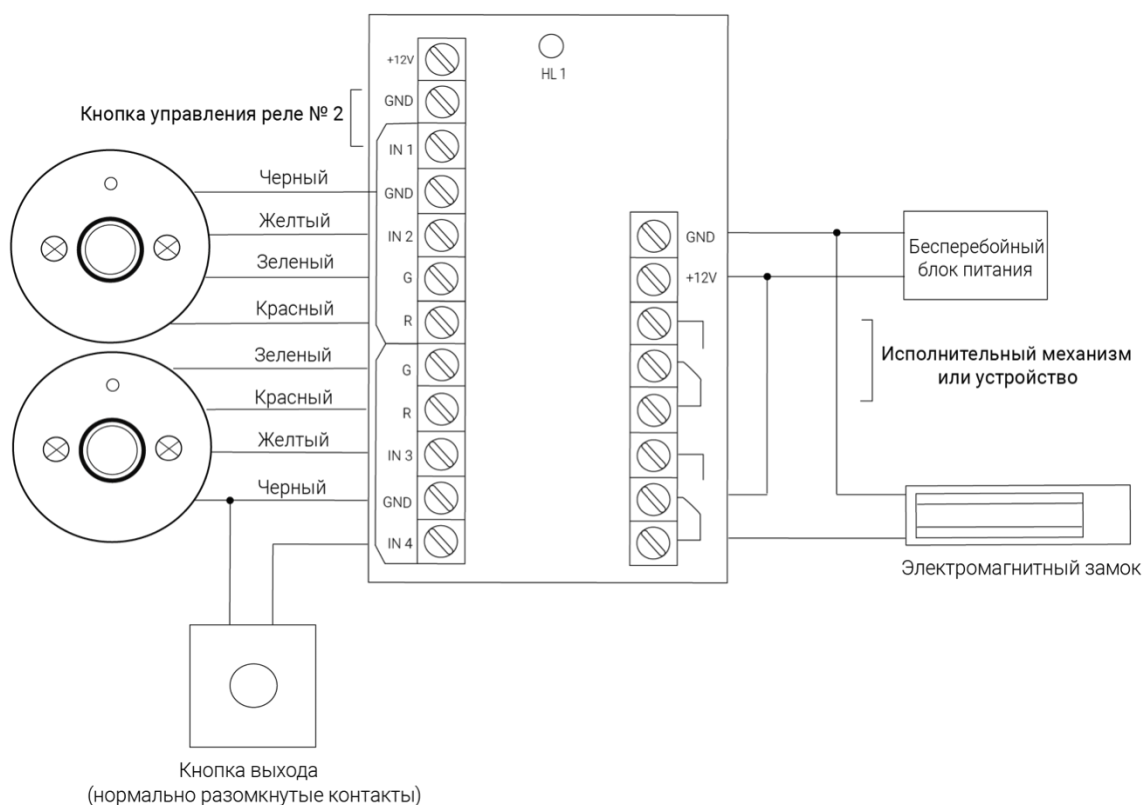 +12V
HL 1
GND
Кнопка управления реле № 2
IN 1
Черный
GND
Желтый
IN 2
Зеленый
G
Красный
R
Зеленый
G
Красный
R
Желтый
IN 3
Черный
GND
IN 4
GND
+12V
Бесперебойный
блок питания
Исполнительный механизм
или устройство
Электромагнитный замок
Кнопка выхода
(нормально разомкнутые контакты)